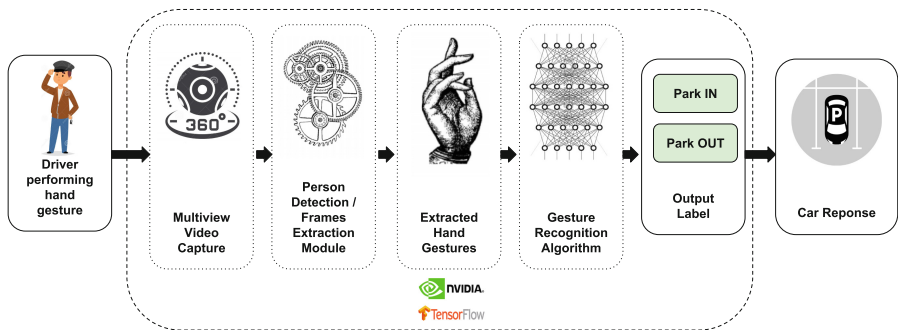 Driver
performing
hand
gesture
360°
Multiview
Video
Capture
Person
Detection /
Frames
Extraction
Module
Extracted
Hand
Gestures
Gesture
Recognition
Algorithm
Park IN
Park OUT
Output
Label
P
Car Reponse
NVIDIA.
TensorFlow